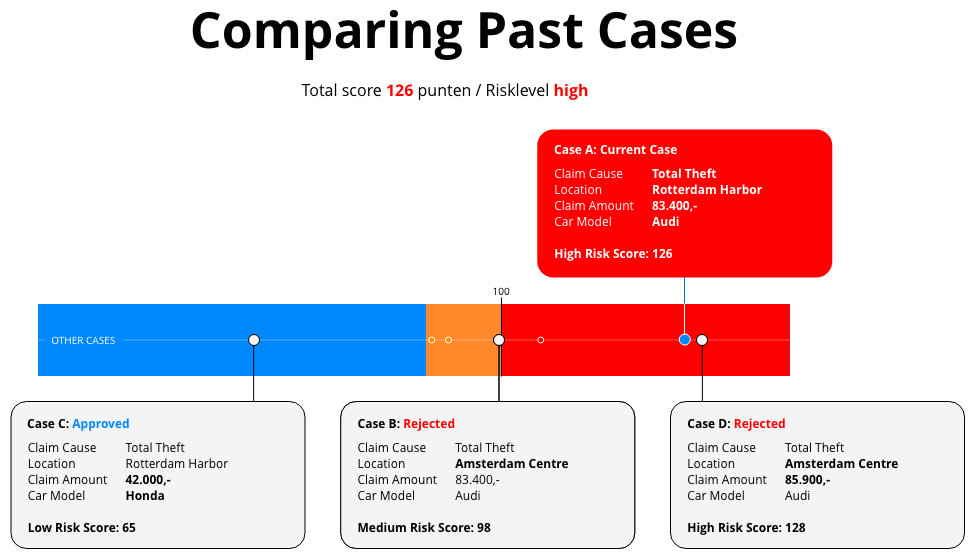 Comparing Past Cases
Total score 126 punten / Risklevel high
Case A: Current Case
Claim Cause Total Theft
Location Rotterdam Harbor
Claim Amount 83.400,-
Car Model Audi
High Risk Score: 126
100
OTHER CASES
Case C: Approved
Claim Cause Total Theft
Location Rotterdam Harbor
Claim Amount 42.000,-
Car Model Honda
Low Risk Score: 65
Case B: Rejected
Claim Cause Total Theft
Location Amsterdam Centre
Claim Amount 83.400,-
Car Model Audi
Medium Risk Score: 98
Case D: Rejected
Claim Cause Total Theft
Location Amsterdam Centre
Claim Amount 85.900,-
Car Model Audi
High Risk Score: 128